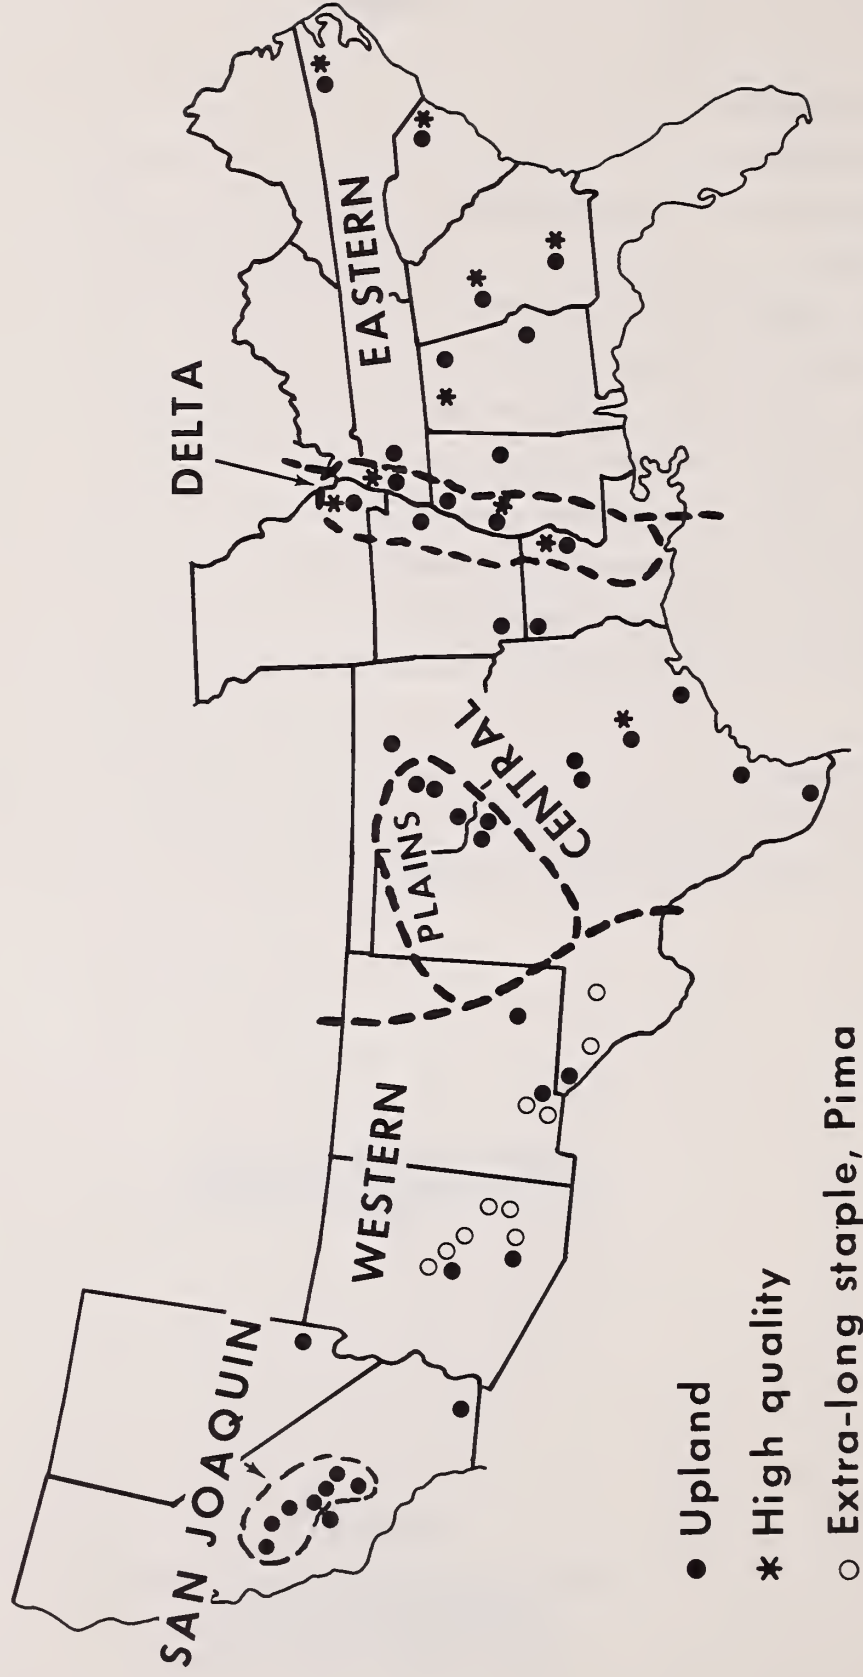 SAN JOAQUIN
WESTERN
PLAINS
CENTRAL
DELTA
EASTERN
● Upland
* High quality
○ Extra-long staple, Pima